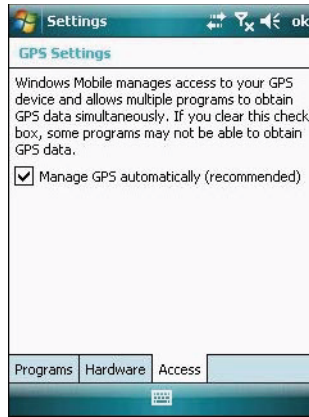 Settings ok
GPS Settings
Windows Mobile manages access to your GPS
device and allows multiple programs to obtain
GPS data simultaneously. If you clear this check
box, some programs may not be able to obtain
GPS data.
Manage GPS automatically (recommended)
Programs Hardware Access